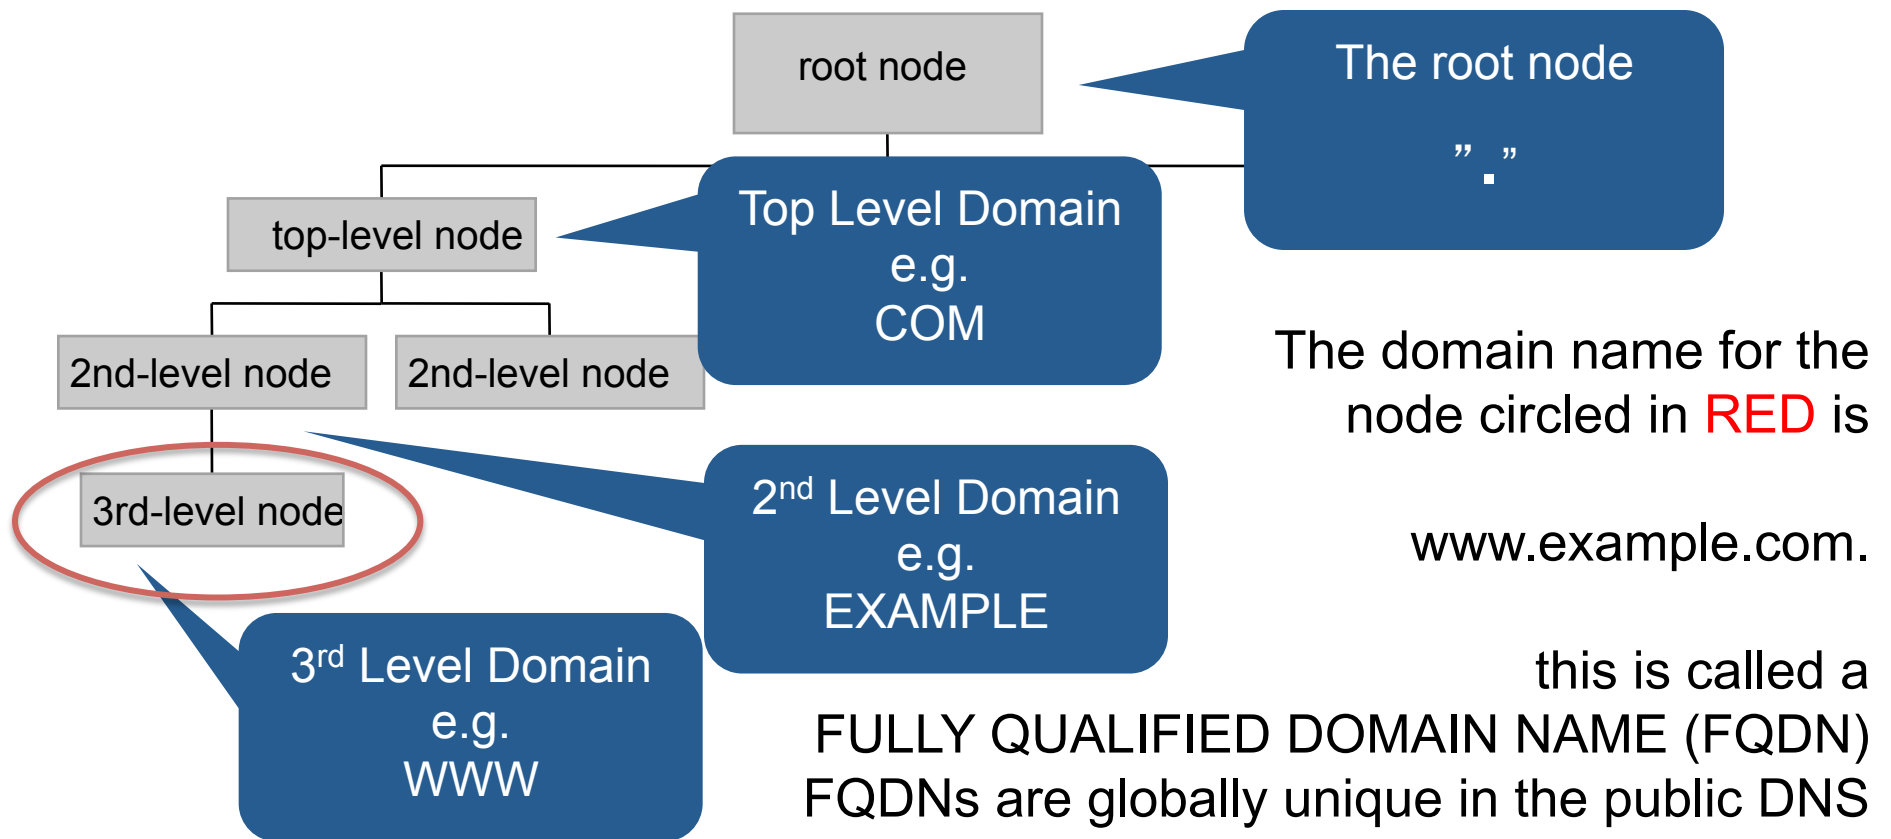 root node
The root node
”.”
top-level node
Top Level Domain
e.g.
COM
2nd-level node
2nd-level node
The domain name for the
node circled in RED is
3rd-level node
2nd Level Domain
e.g.
EXAMPLE
www.example.com.
3rd Level Domain
e.g.
WWW
this is called a
FULLY QUALIFIED DOMAIN NAME (FQDN)
FQDNs are globally unique in the public DNS